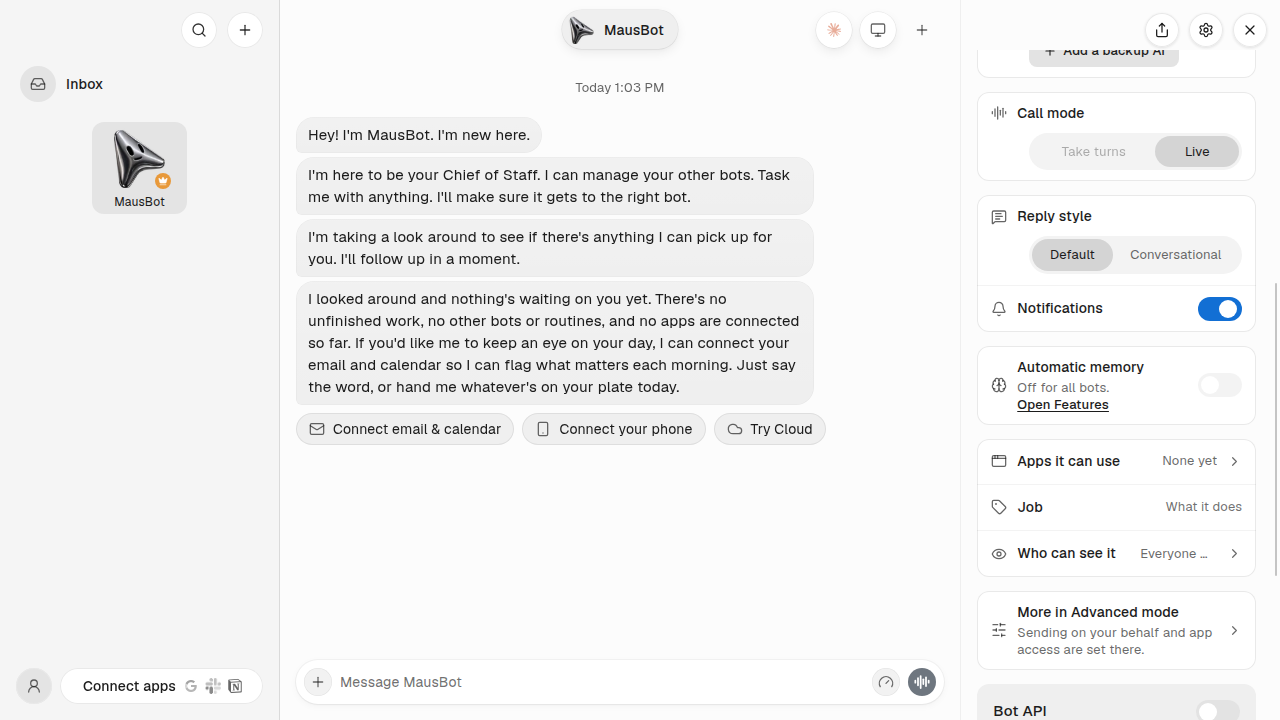 MausBot
Inbox
MausBot
Connect apps
Today 1:03 PM
Hey! I'm MausBot. I'm new here.
I'm here to be your Chief of Staff. I can manage your other bots. Task
me with anything. I'll make sure it gets to the right bot.
I'm taking a look around to see if there's anything I can pick up for
you. I'll follow up in a moment.
I looked around and nothing's waiting on you yet. There's no
unfinished work, no other bots or routines, and no apps are connected
so far. If you'd like me to keep an eye on your day, I can connect your
email and calendar so I can flag what matters each morning. Just say
the word, or hand me whatever's on your plate today.
Connect email & calendar
Connect your phone
Try Cloud
Message MausBot
Add a backup AI
Call mode
Take turns
Live
Reply style
Default
Conversational
Notifications
Automatic memory
Off for all bots.
Open Features
Apps it can use
None yet
Job
What it does
Who can see it
Everyone ...
More in Advanced mode
Sending on your behalf and app
access are set there.
Bot API